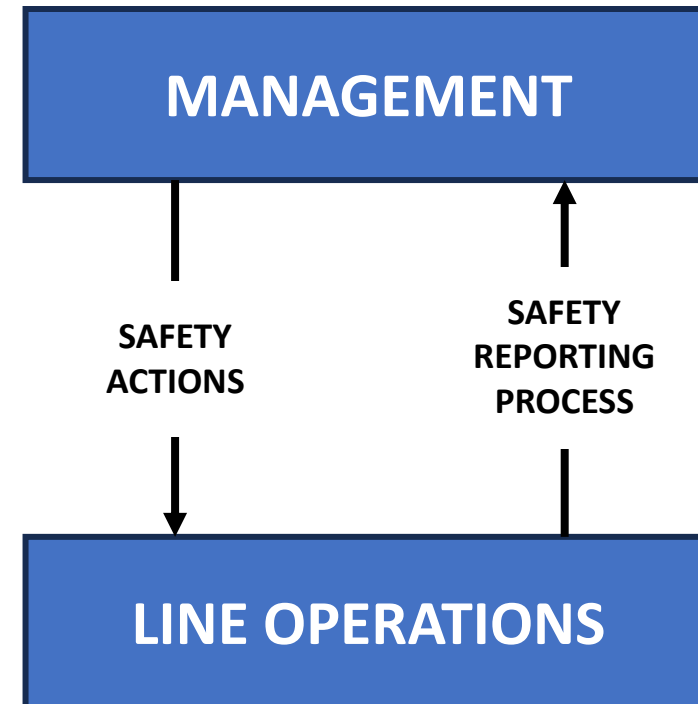 MANAGEMENT
SAFETY
ACTIONS
SAFETY
REPORTING
PROCESS
LINE OPERATIONS